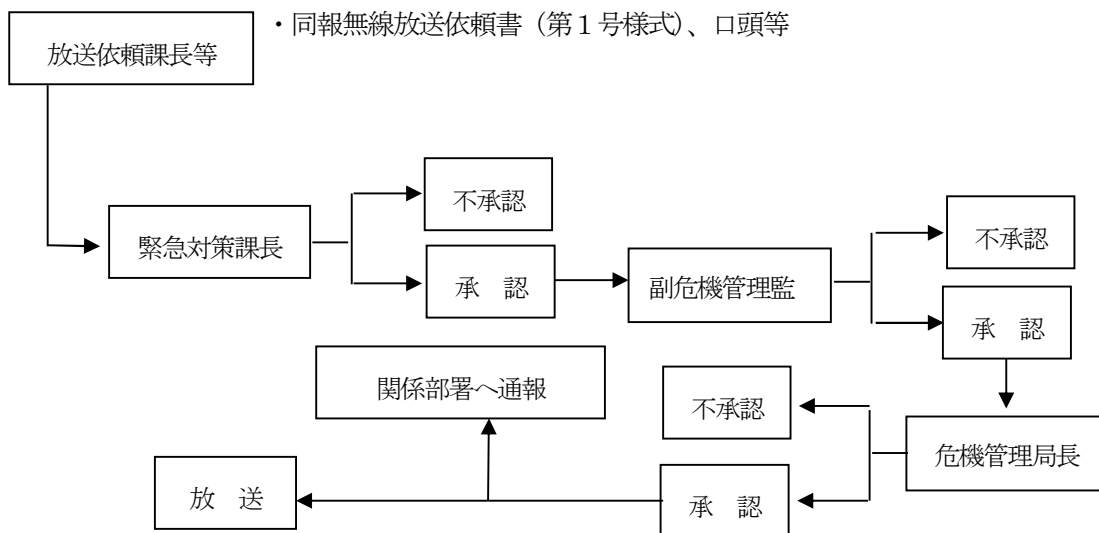 ・同報無線放送依頼書（第１号様式）、口頭等
放送依頼課長等
緊急対策課長
不承認
承　認
副危機管理監
不承認
承　認
危機管理局長
不承認
承　認
関係部署へ通報
放　送